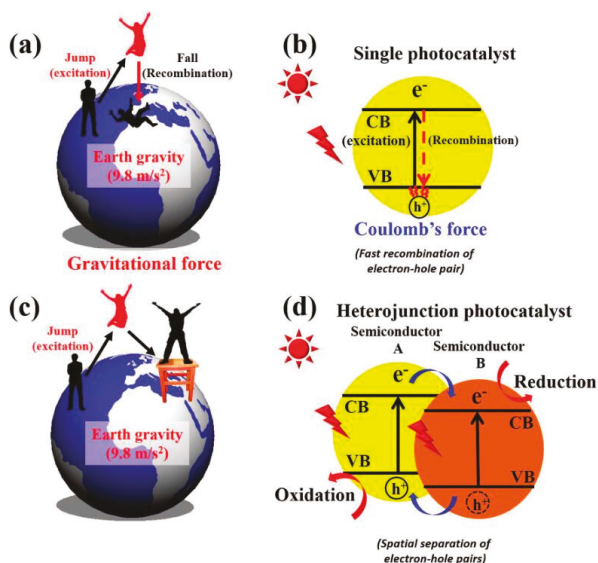 (a)
Jump
(excitation)
Fall
(Recombination)
Earth gravity
(9.8 m/s²)
Gravitational force
(b)
Single photocatalyst
e⁻
CB
(excitation)
(Recombination)
VB
h⁺
Coulomb's force
(Fast recombination of
electron-hole pair)
(c)
Jump
(excitation)
Earth gravity
(9.8 m/s²)
(d)
Heterojunction photocatalyst
Semiconductor
A
Semiconductor
B
e⁻
Reduction
CB
e⁻
CB
VB
VB
Oxidation
h⁺
h⁺
(Spatial separation of
electron-hole pairs)